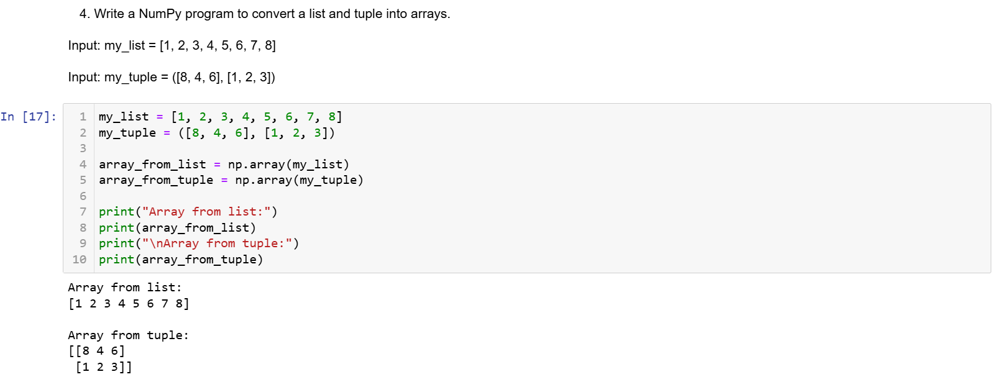 4. Write a NumPy program to convert a list and tuple into arrays.
Input: my_list = [1, 2, 3, 4, 5, 6, 7, 8]
Input: my_tuple = ([8, 4, 6], [1, 2, 3])
In [17]:
1 my_list = [1, 2, 3, 4, 5, 6, 7, 8]
2 my_tuple = ([8, 4, 6], [1, 2, 3])
3
4 array_from_list = np.array(my_list)
5 array_from_tuple = np.array(my_tuple)
6
7 print("Array from list:")
8 print(array_from_list)
9 print("\nArray from tuple:")
10 print(array_from_tuple)
Array from list:
[1 2 3 4 5 6 7 8]
Array from tuple:
[[8 4 6]
[1 2 3]]